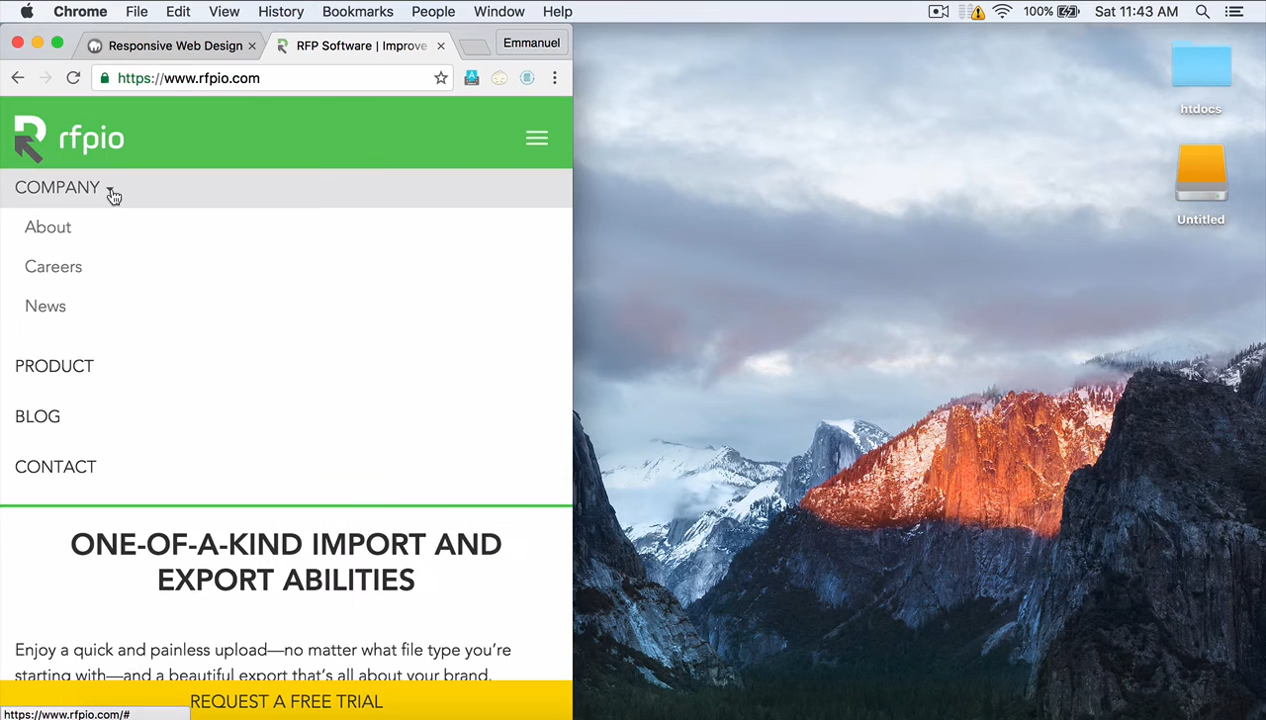 Chrome File Edit View History Bookmarks People Window Help 100% Sat 11:43 AM
Responsive Web Design RFP Software | Improve Emmanuel
https://www.rfpio.com
htdocs
rfpio
COMPANY
Untitled
About
Careers
News
PRODUCT
BLOG
CONTACT
ONE-OF-A-KIND IMPORT AND
EXPORT ABILITIES
Enjoy a quick and painless upload—no matter what file type you're
starting with—and a beautiful export that's all about your brand.
REQUEST A FREE TRIAL
https://www.rfpio.com/#